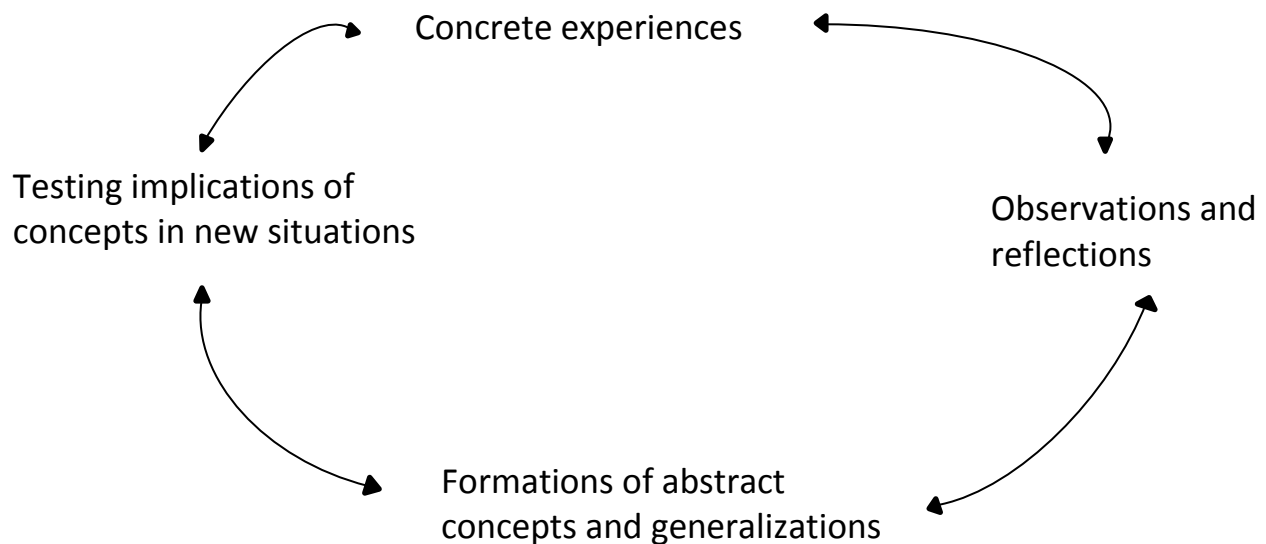 Concrete experiences
Testing implications of
concepts in new situations
Observations and
reflections
Formations of abstract
concepts and generalizations